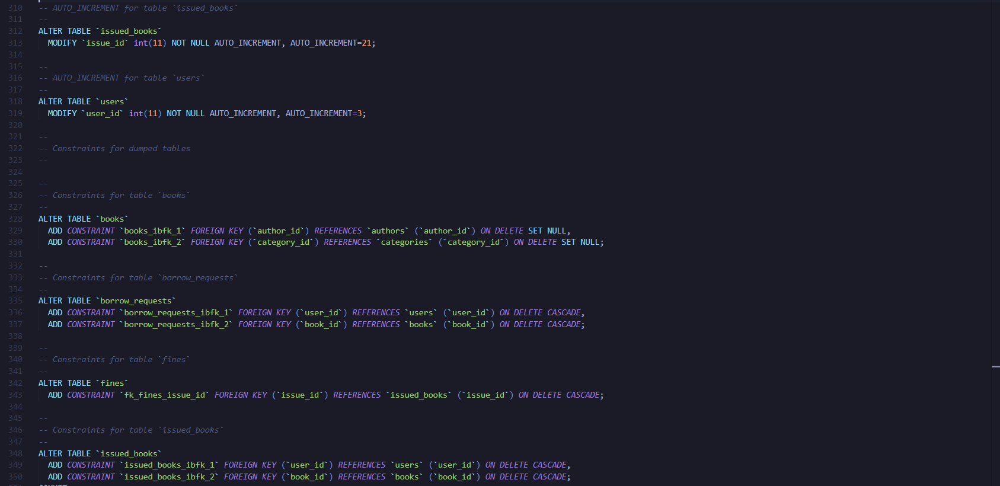 310 -- AUTO_INCREMENT for table `issued_books`
311 --
312 ALTER TABLE `issued_books`
313   MODIFY `issue_id` int(11) NOT NULL AUTO_INCREMENT, AUTO_INCREMENT=21;
314
315 --
316 -- AUTO_INCREMENT for table `users`
317 --
318 ALTER TABLE `users`
319   MODIFY `user_id` int(11) NOT NULL AUTO_INCREMENT, AUTO_INCREMENT=3;
320
321 --
322 -- Constraints for dumped tables
323 --
324
325 --
326 -- Constraints for table `books`
327 --
328 ALTER TABLE `books`
329   ADD CONSTRAINT `books_ibfk_1` FOREIGN KEY (`author_id`) REFERENCES `authors` (`author_id`) ON DELETE SET NULL,
330   ADD CONSTRAINT `books_ibfk_2` FOREIGN KEY (`category_id`) REFERENCES `categories` (`category_id`) ON DELETE SET NULL;
331
332 --
333 -- Constraints for table `borrow_requests`
334 --
335 ALTER TABLE `borrow_requests`
336   ADD CONSTRAINT `borrow_requests_ibfk_1` FOREIGN KEY (`user_id`) REFERENCES `users` (`user_id`) ON DELETE CASCADE,
337   ADD CONSTRAINT `borrow_requests_ibfk_2` FOREIGN KEY (`book_id`) REFERENCES `books` (`book_id`) ON DELETE CASCADE;
338
339 --
340 -- Constraints for table `fines`
341 --
342 ALTER TABLE `fines`
343   ADD CONSTRAINT `fk_fines_issue_id` FOREIGN KEY (`issue_id`) REFERENCES `issued_books` (`issue_id`) ON DELETE CASCADE;
344
345 --
346 -- Constraints for table `issued_books`
347 --
348 ALTER TABLE `issued_books`
349   ADD CONSTRAINT `issued_books_ibfk_1` FOREIGN KEY (`user_id`) REFERENCES `users` (`user_id`) ON DELETE CASCADE,
350   ADD CONSTRAINT `issued_books_ibfk_2` FOREIGN KEY (`book_id`) REFERENCES `books` (`book_id`) ON DELETE CASCADE;